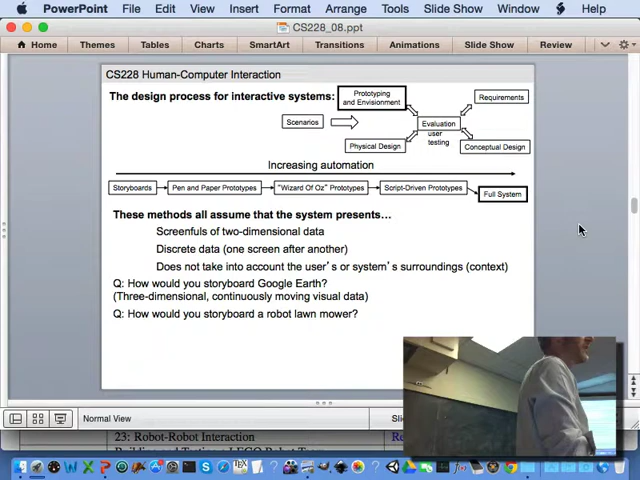 PowerPoint File Edit View Insert Format Arrange Tools Slide Show Window Help
CS228_08.ppt
Home Themes Tables Charts SmartArt Transitions Animations Slide Show Review
CS228 Human-Computer Interaction
The design process for interactive systems:
Prototyping
and Envisionment
Requirements
Scenarios
Evaluation
user
testing
Physical Design
Conceptual Design
Increasing automation
Storyboards
Pen and Paper Prototypes
"Wizard Of Oz" Prototypes
Script-Driven Prototypes
Full System
These methods all assume that the system presents…
Screenfuls of two-dimensional data
Discrete data (one screen after another)
Does not take into account the user's or system's surroundings (context)
Q: How would you storyboard Google Earth?
(Three-dimensional, continuously moving visual data)
Q: How would you storyboard a robot lawn mower?
Normal View
23: Robot-Robot Interaction